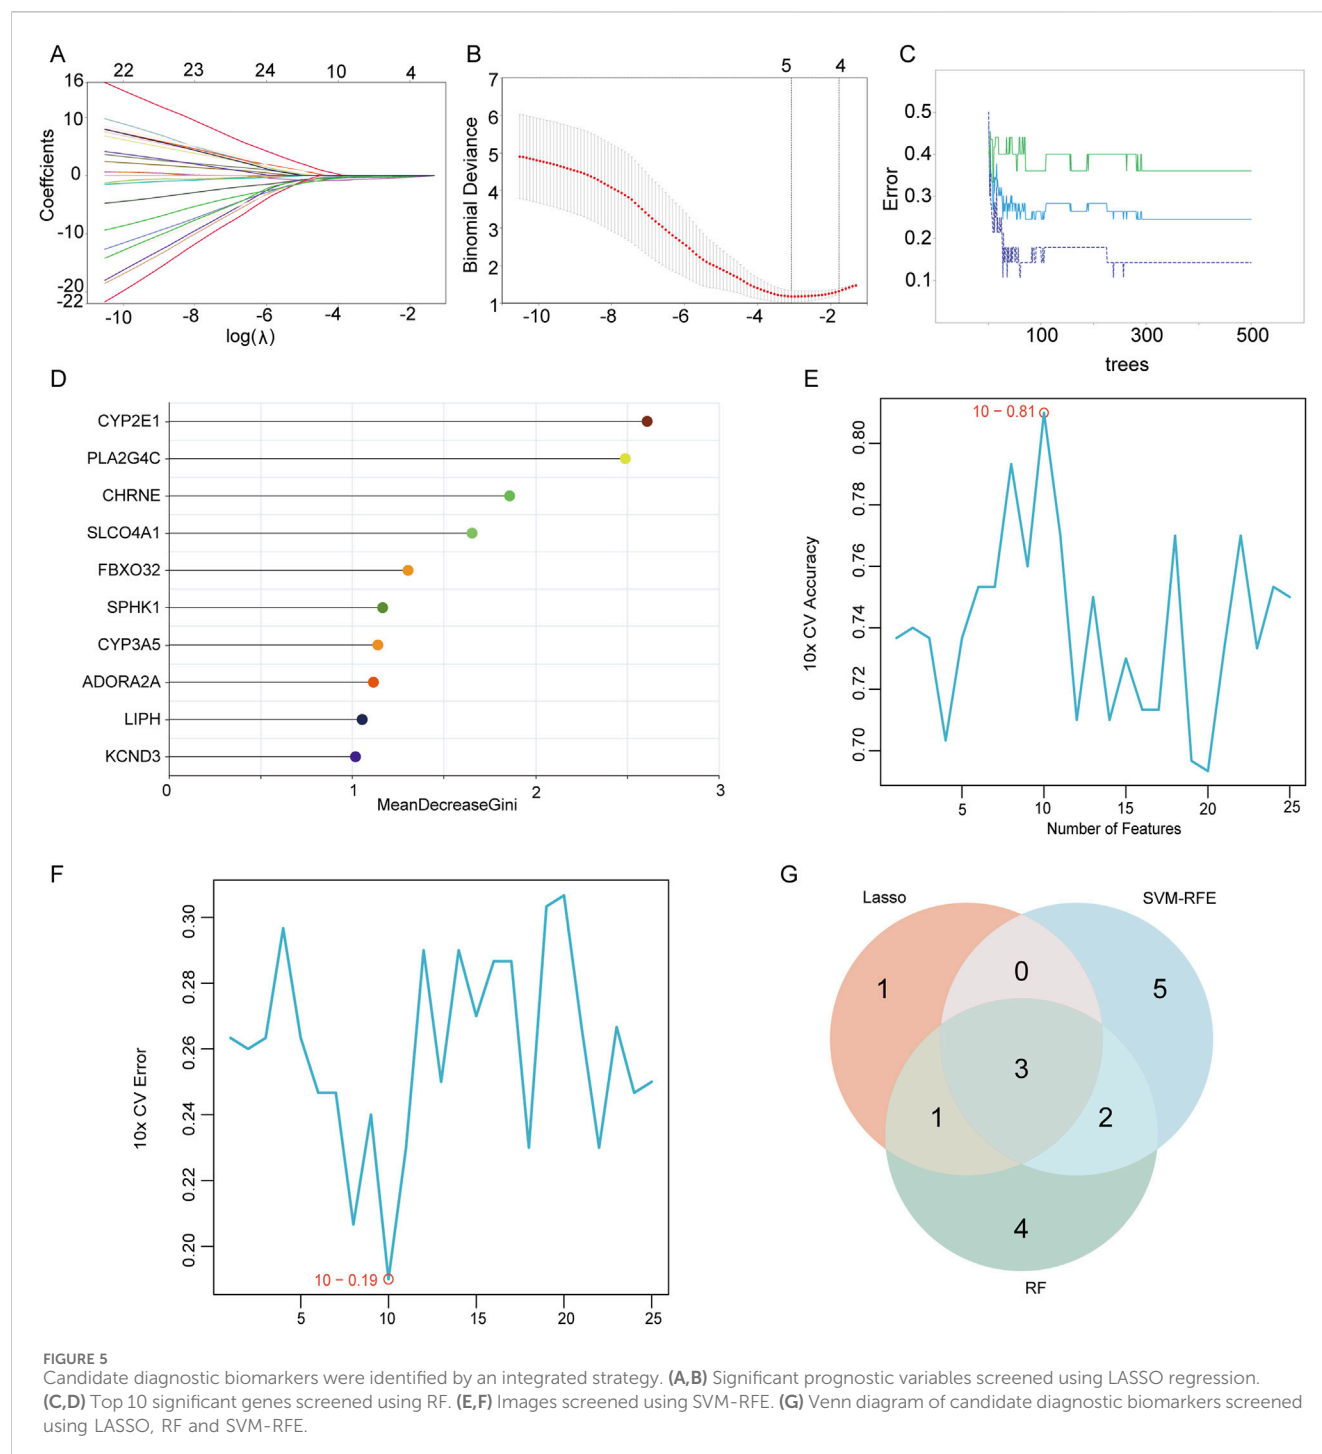 A
22 23 24 10 4
16
10
0
-10
-20
-22
Coeffcients
-10 -8 -6 -4 -2
log(λ)
B
5 4
7
6
5
4
3
2
1
Binomial Deviance
-10 -8 -6 -4 -2
C
0.5
0.4
0.3
0.2
0.1
Error
100 300 500
trees
D
CYP2E1
PLA2G4C
CHRNE
SLCO4A1
FBXO32
SPHK1
CYP3A5
ADORA2A
LIPH
KCND3
0 1 2 3
MeanDecreaseGini
E
10 − 0.81
0.80
0.78
0.76
0.74
0.72
0.70
10x CV Accuracy
5 10 15 20 25
Number of Features
F
0.30
0.28
0.26
0.24
0.22
0.20
10x CV Error
10 − 0.19
5 10 15 20 25
G
Lasso SVM-RFE
0
1 5
3
1 2
4
RF
FIGURE 5
Candidate diagnostic biomarkers were identified by an integrated strategy. (A,B) Significant prognostic variables screened using LASSO regression.
(C,D) Top 10 significant genes screened using RF. (E,F) Images screened using SVM-RFE. (G) Venn diagram of candidate diagnostic biomarkers screened
using LASSO, RF and SVM-RFE.